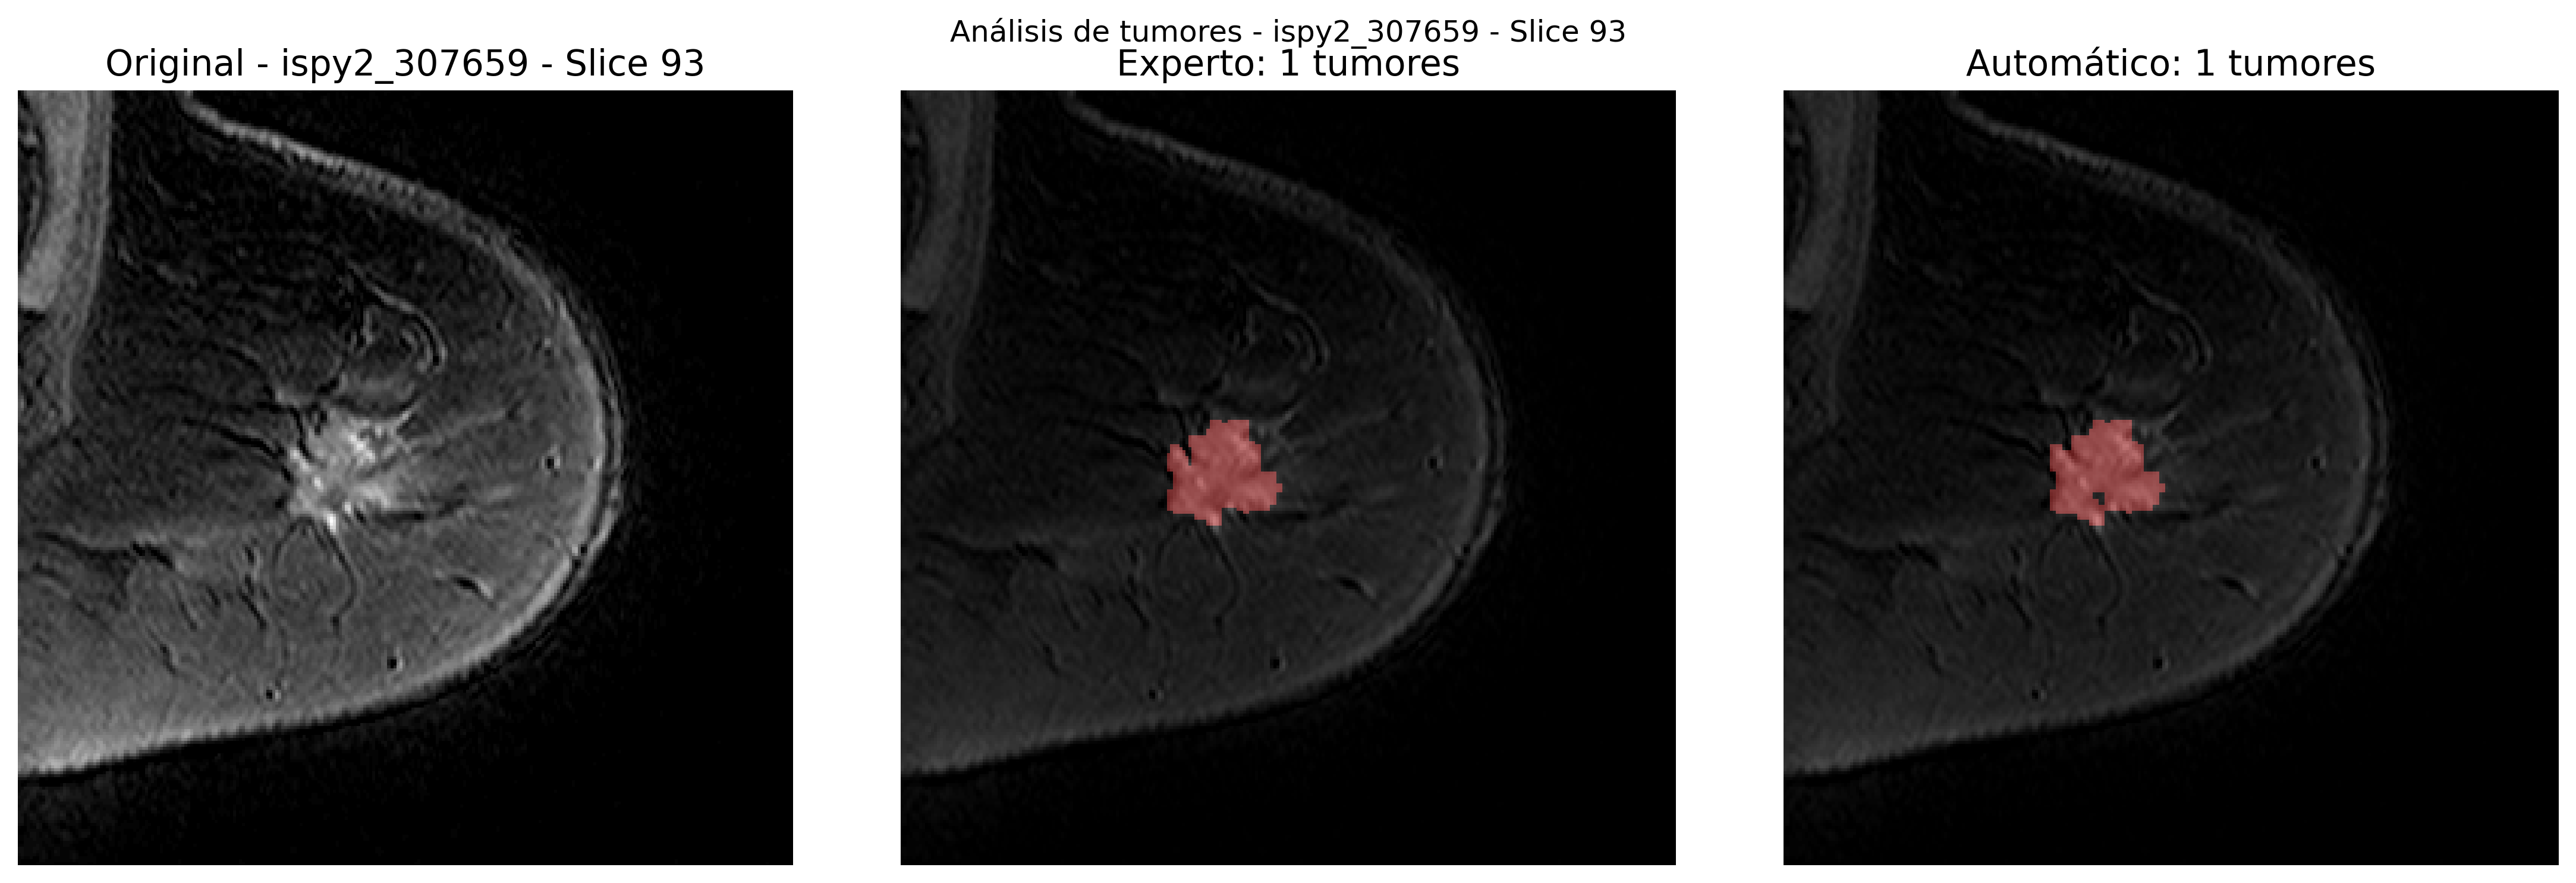 Análisis de tumores - ispy2_307659 - Slice 93
Original - ispy2_307659 - Slice 93
Experto: 1 tumores
Automático: 1 tumores